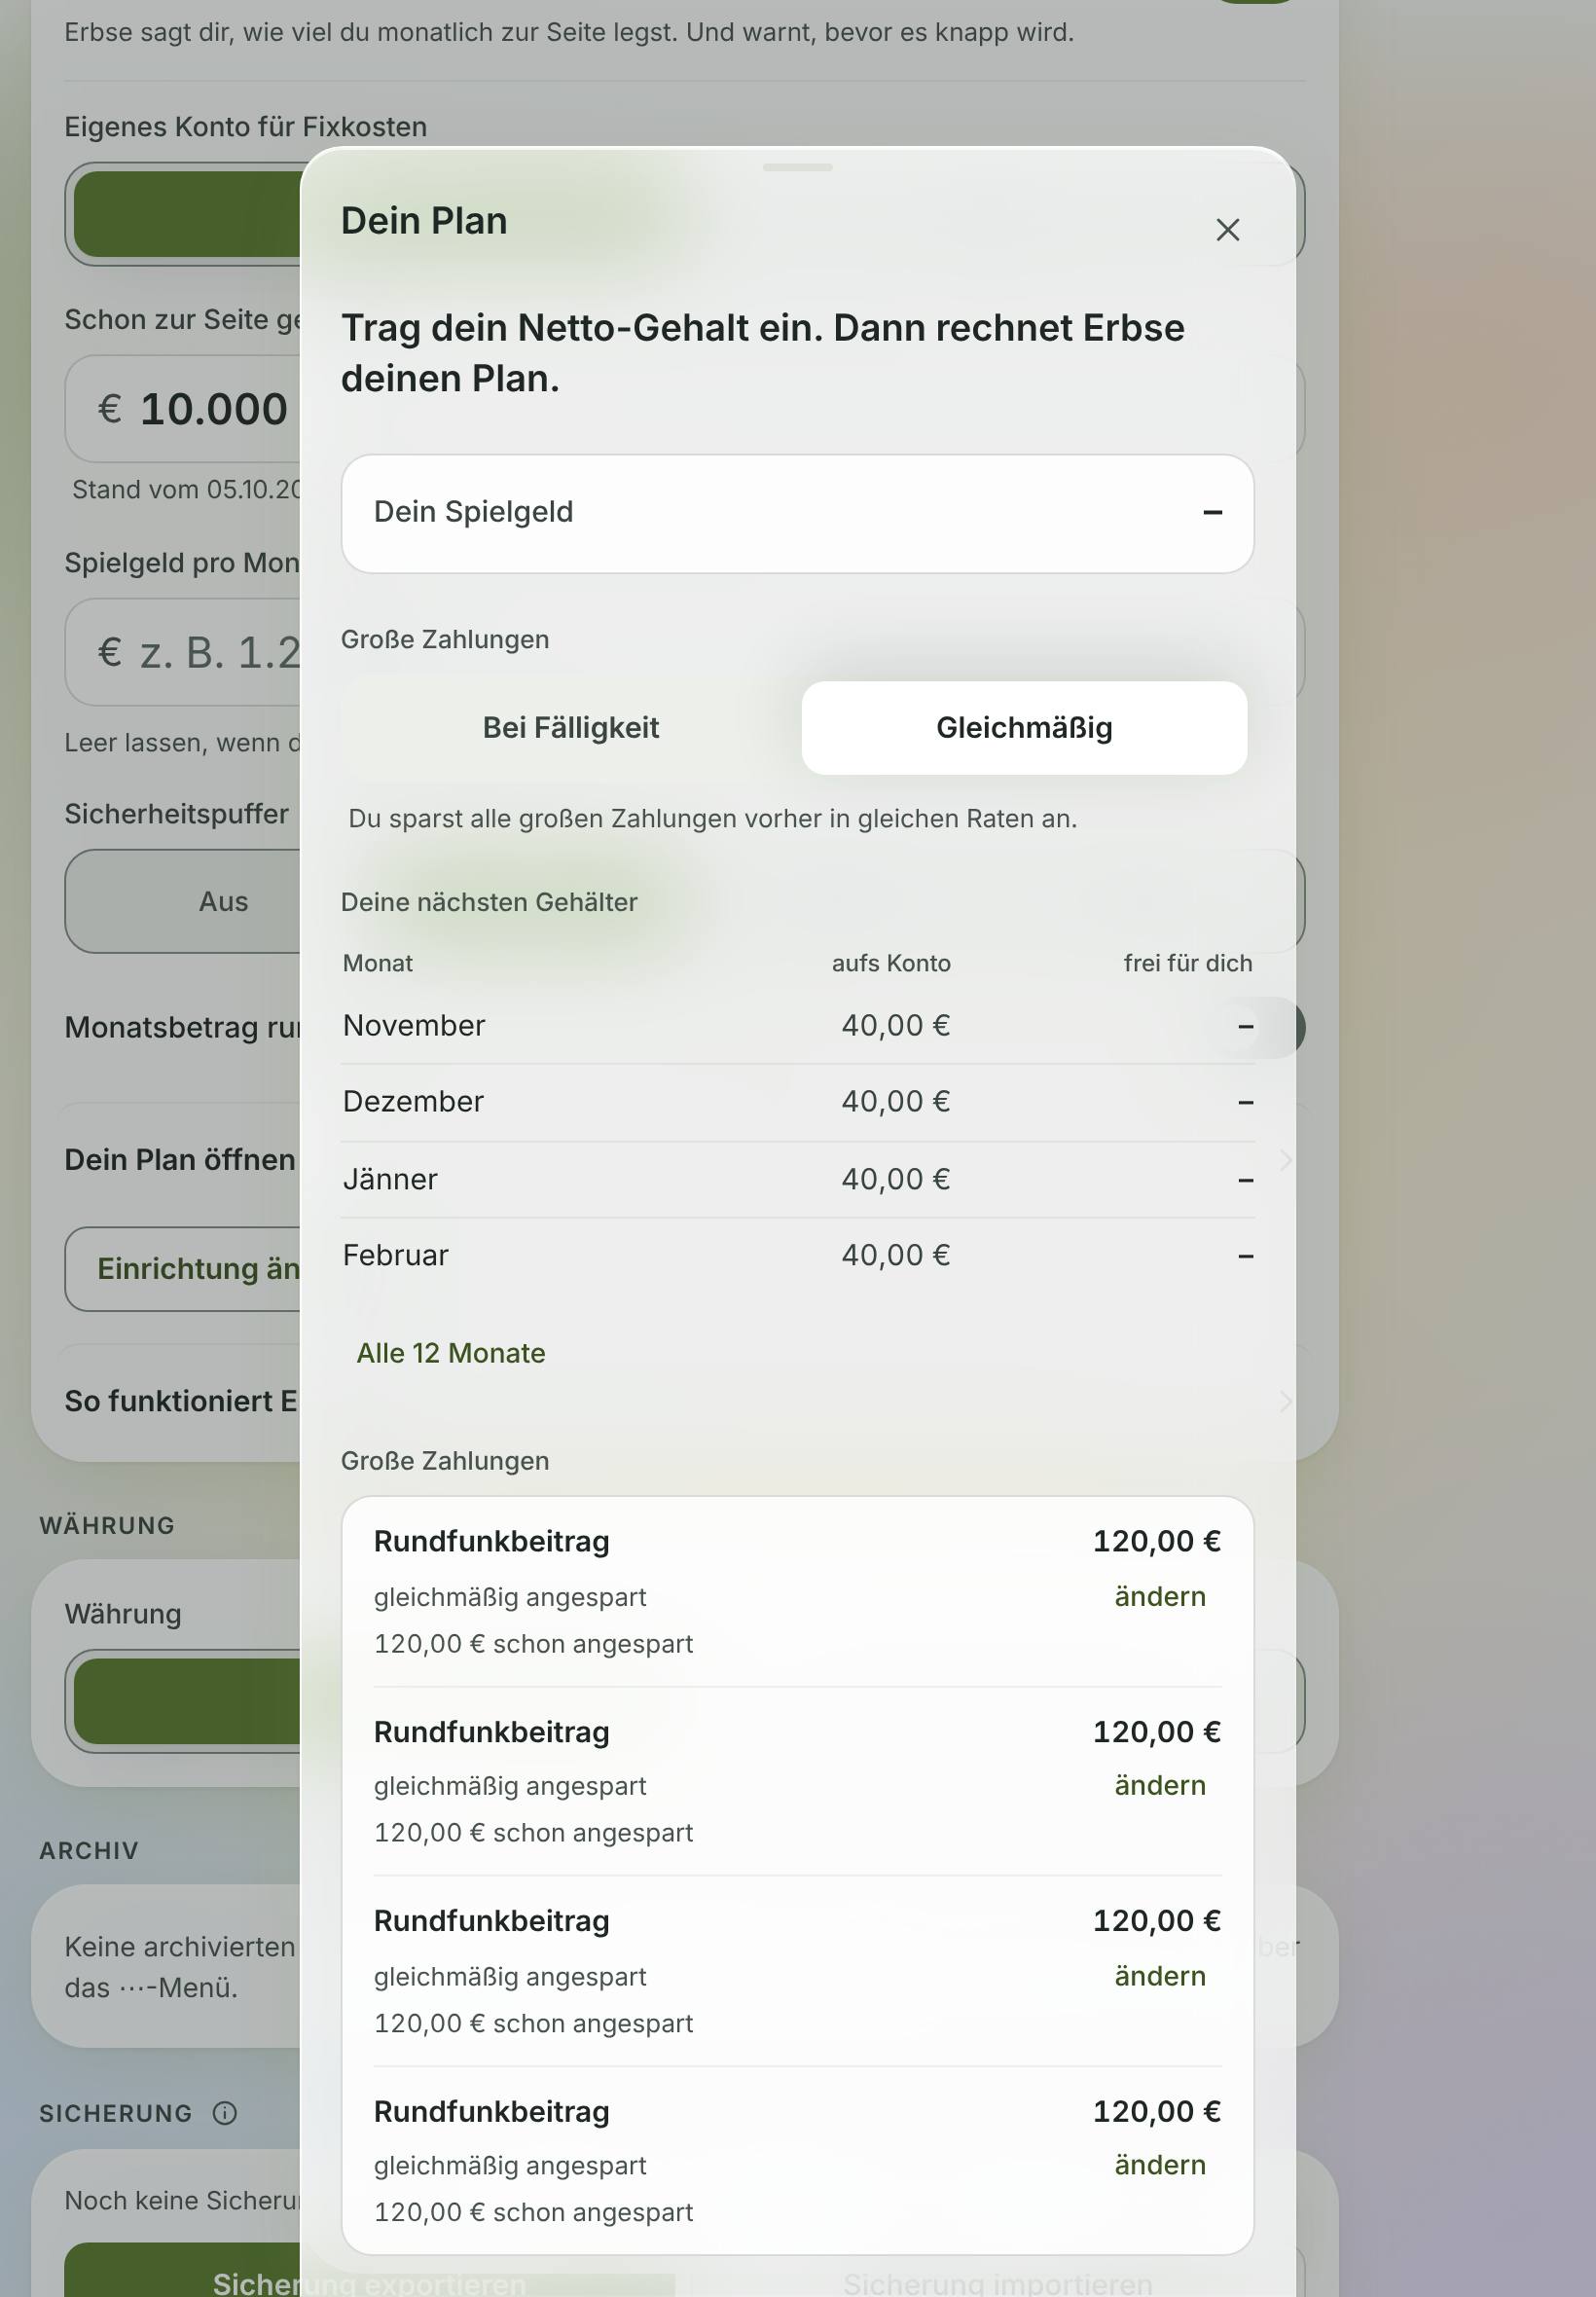 Erbse sagt dir, wie viel du monatlich zur Seite legst. Und warnt, bevor es knapp wird.
Eigenes Konto für Fixkosten
Dein Plan
Schon zur Seite
Trag dein Netto-Gehalt ein. Dann rechnet Erbse
deinen Plan.
€ 10.000
Stand vom 05.10.20
Dein Spielgeld –
Spielgeld pro Mon
€ z. B. 1.2
Große Zahlungen
Bei Fälligkeit Gleichmäßig
Leer lassen, wenn d
Du sparst alle großen Zahlungen vorher in gleichen Raten an.
Sicherheitspuffer
Aus
Deine nächsten Gehälter
Monat aufs Konto frei für dich
Monatsbetrag
November 40,00 € –
Dezember 40,00 € –
Dein Plan öffnen
Jänner 40,00 € –
Februar 40,00 € –
Einrichtung än
Alle 12 Monate
So funktioniert E
Große Zahlungen
WÄHRUNG
Währung
Rundfunkbeitrag 120,00 €
gleichmäßig angespart ändern
120,00 € schon angespart
Rundfunkbeitrag 120,00 €
gleichmäßig angespart ändern
120,00 € schon angespart
ARCHIV
Keine archivierten ber
das ···-Menü.
Rundfunkbeitrag 120,00 €
gleichmäßig angespart ändern
120,00 € schon angespart
SICHERUNG
Rundfunkbeitrag 120,00 €
gleichmäßig angespart ändern
120,00 € schon angespart
Noch keine
Sicherung exportieren Sicherung importieren